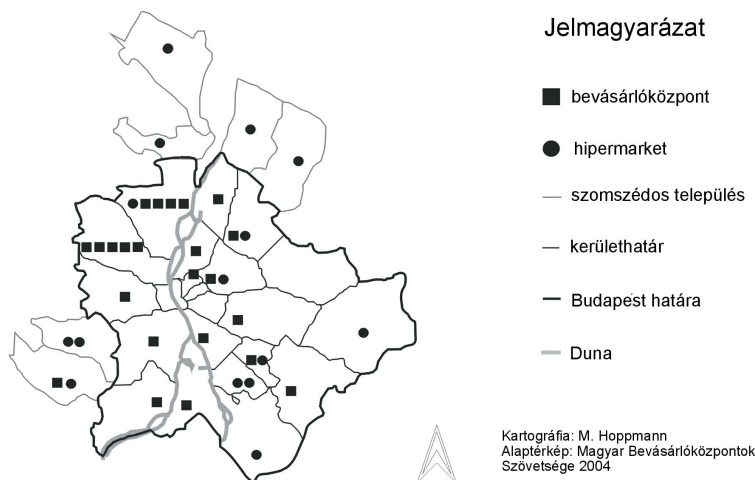 Jelmagyarázat
bevásárlóközpont
hipermarket
szomszédos település
kerülethatár
Budapest határa
Duna
Kartográfia: M. Hoppmann
Alaptérkép: Magyar Bevásárlóközpontok
Szövetsége 2004